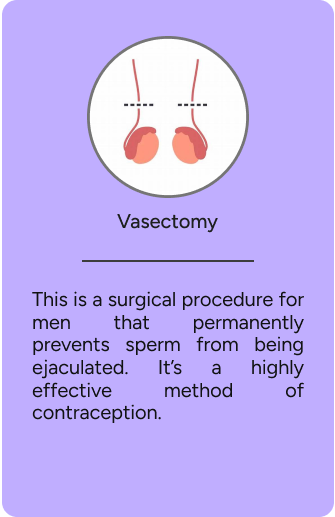 Vasectomy
This is a surgical procedure for
men that permanently
prevents sperm from being
ejaculated. It’s a highly
effective method of
contraception.